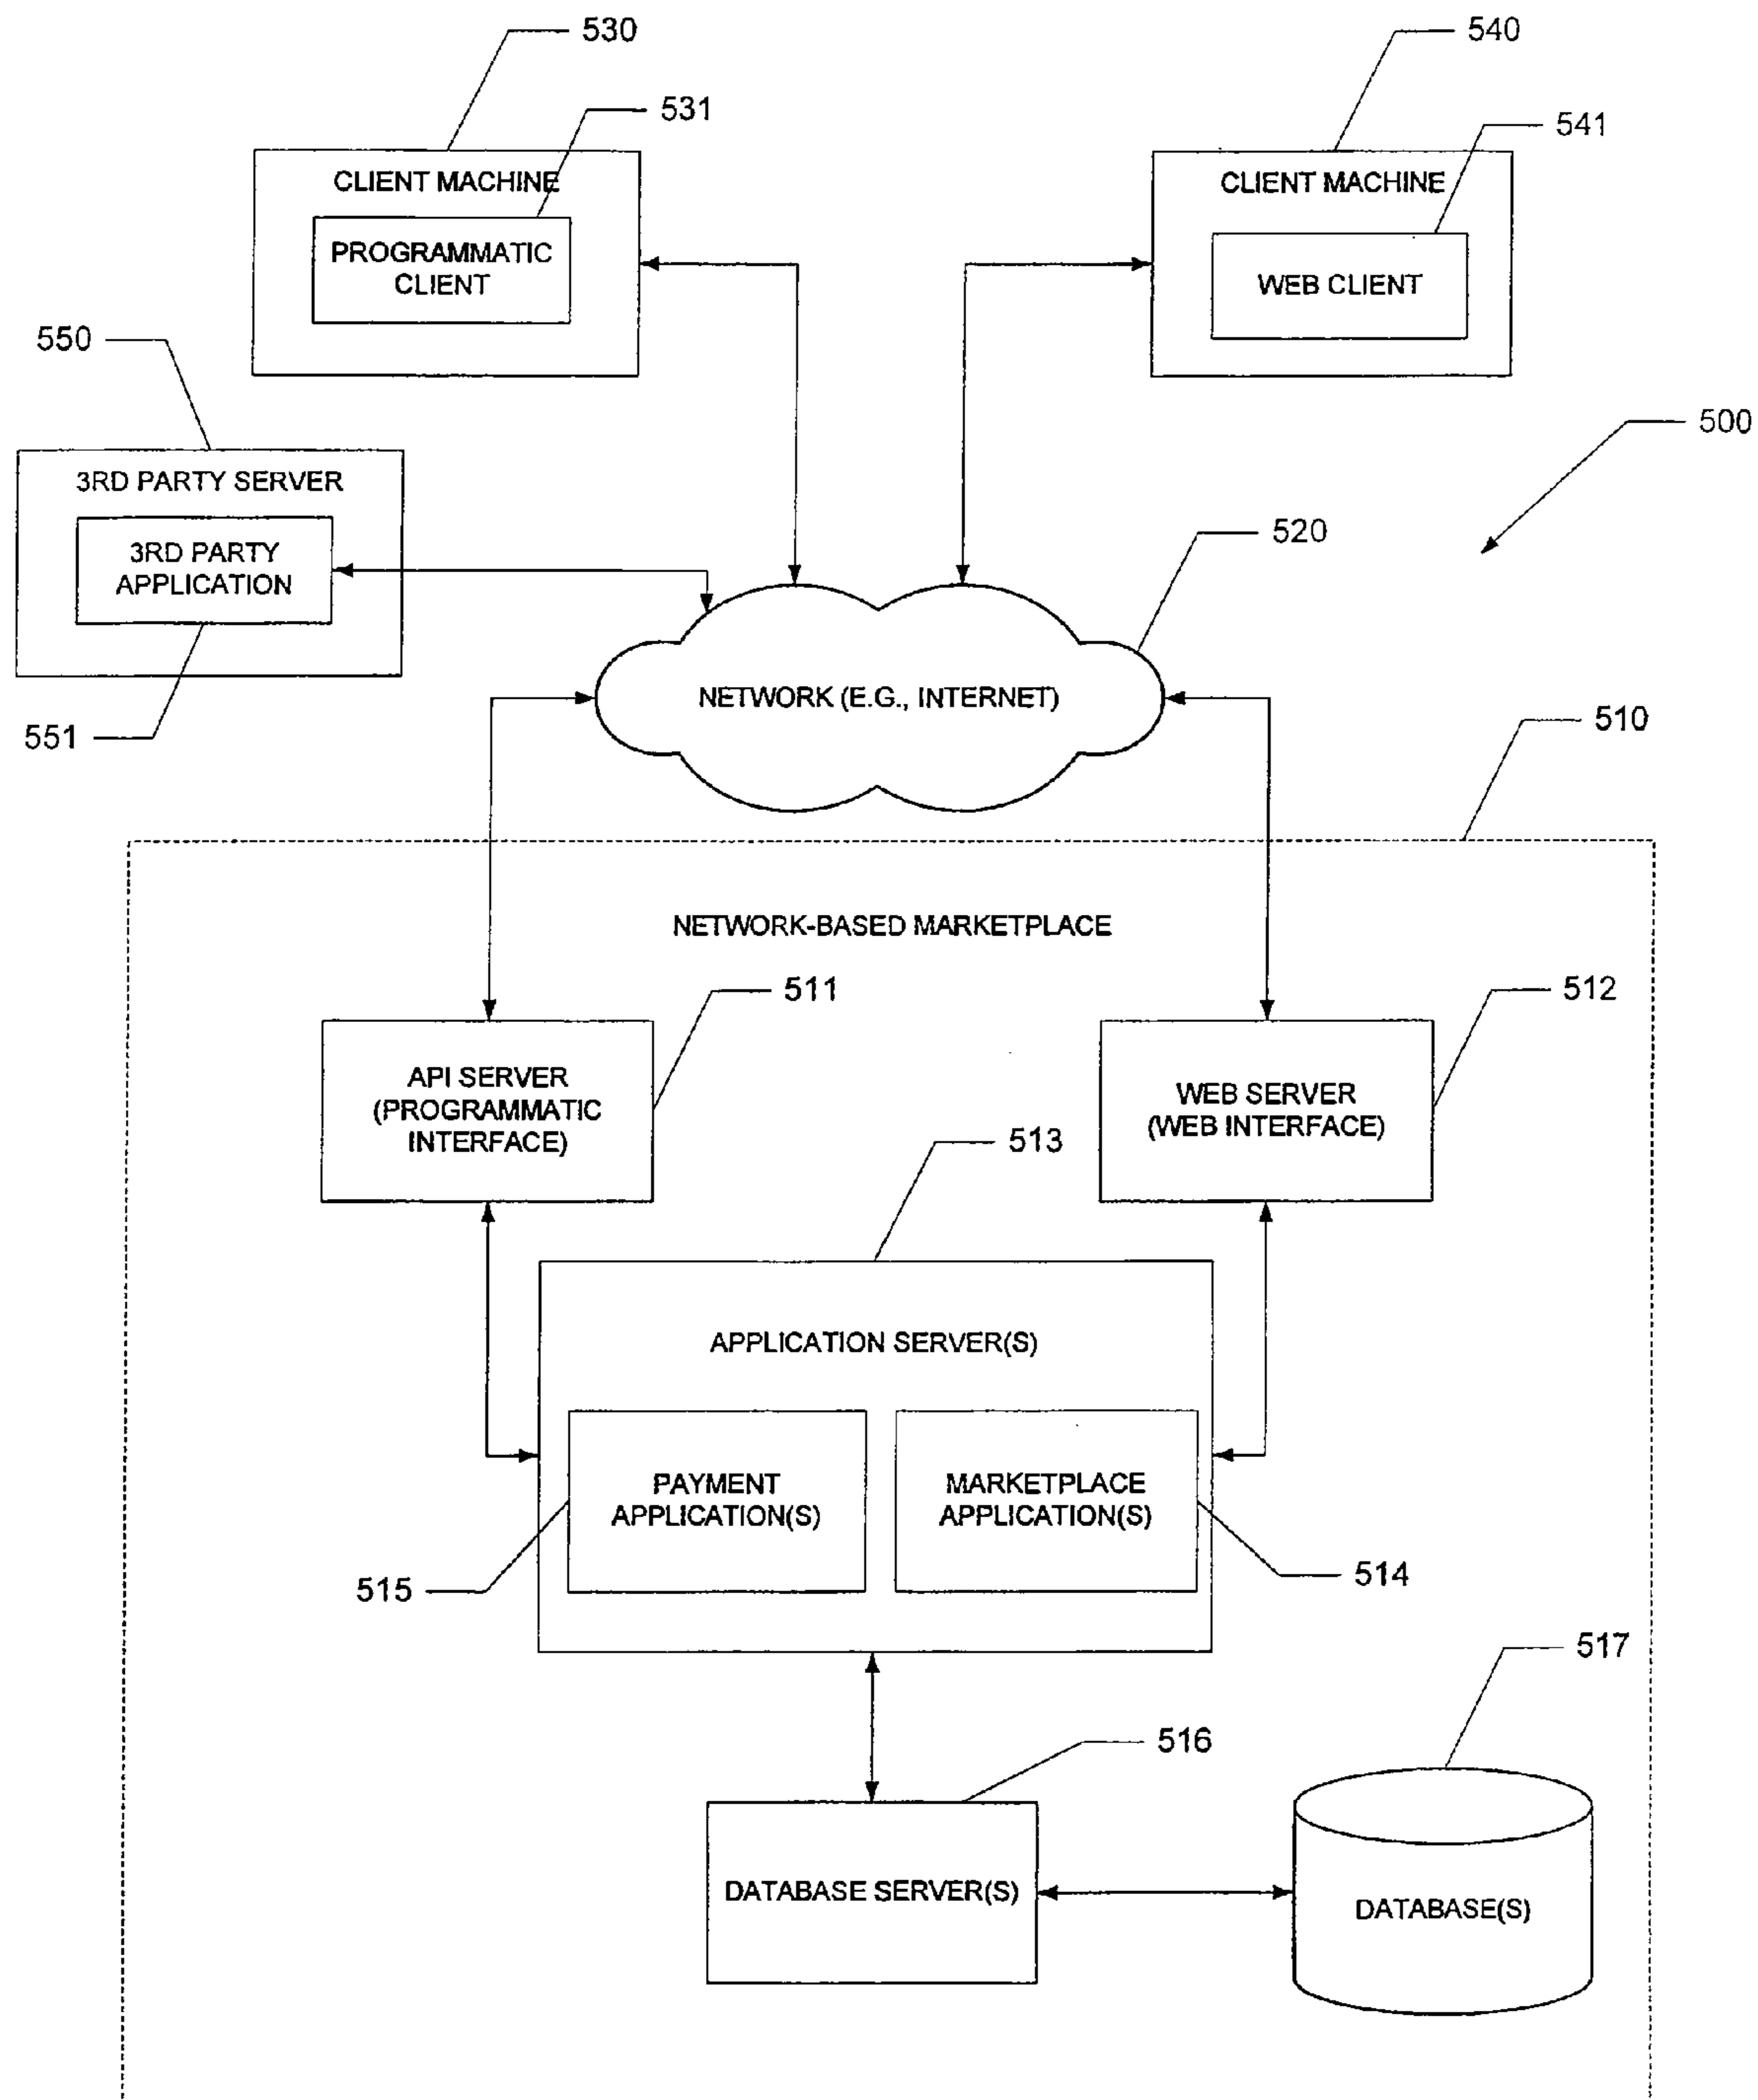 530
540
531
541
CLIENT MACHINE
PROGRAMMATIC
CLIENT
CLIENT MACHINE
WEB CLIENT
550
500
3RD PARTY SERVER
3RD PARTY
APPLICATION
520
551
NETWORK (E.G., INTERNET)
510
NETWORK-BASED MARKETPLACE
511
512
API SERVER
(PROGRAMMATIC
INTERFACE)
WEB SERVER
(WEB INTERFACE)
513
APPLICATION SERVER(S)
PAYMENT
APPLICATION(S)
MARKETPLACE
APPLICATION(S)
515
514
517
516
DATABASE SERVER(S)
DATABASE(S)